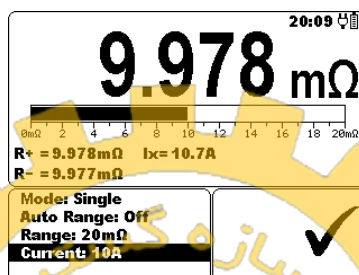 20:09
9.978 mΩ
0mΩ 2 4 6 8 10 12 14 16 18 20mΩ
R+ =9.978mΩ Ix= 10.7A
R- =9.977mΩ
Mode: Single
Auto Range: Off
Range: 20mΩ
Current: 10A